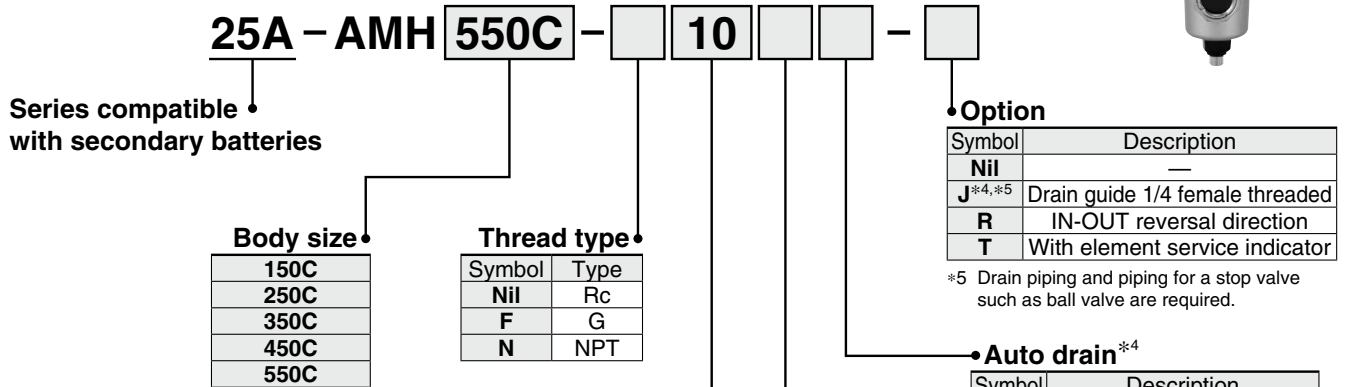 25A – AMH 550C – 10 –
Series compatible
with secondary batteries
Option
Symbol Description
Nil —
J*4,*5 Drain guide 1/4 female threaded
R IN-OUT reversal direction
T With element service indicator
*5 Drain piping and piping for a stop valve
such as ball valve are required.
Body size
150C
250C
350C
450C
550C
Thread type
Symbol Type
Nil Rc
F G
N NPT
Auto drain*4
Symbol Description